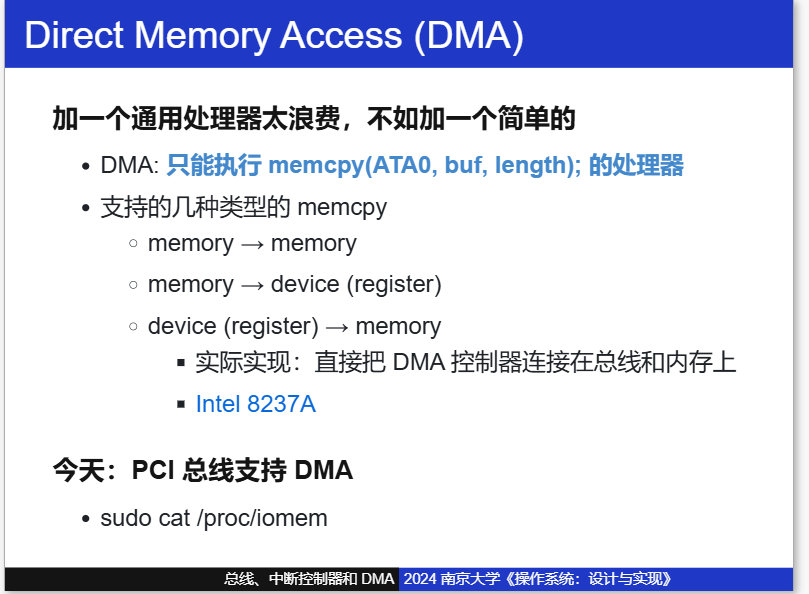 Direct Memory Access (DMA)
加一个通用处理器太浪费，不如加一个简单的
• DMA: 只能执行 memcpy(ATA0, buf, length); 的处理器
• 支持的几种类型的 memcpy
○ memory → memory
○ memory → device (register)
○ device (register) → memory
▪ 实际实现：直接把 DMA 控制器连接在总线和内存上
▪ Intel 8237A
今天：PCI 总线支持 DMA
• sudo cat /proc/iomem
总线、中断控制器和 DMA 2024 南京大学《操作系统：设计与实现》